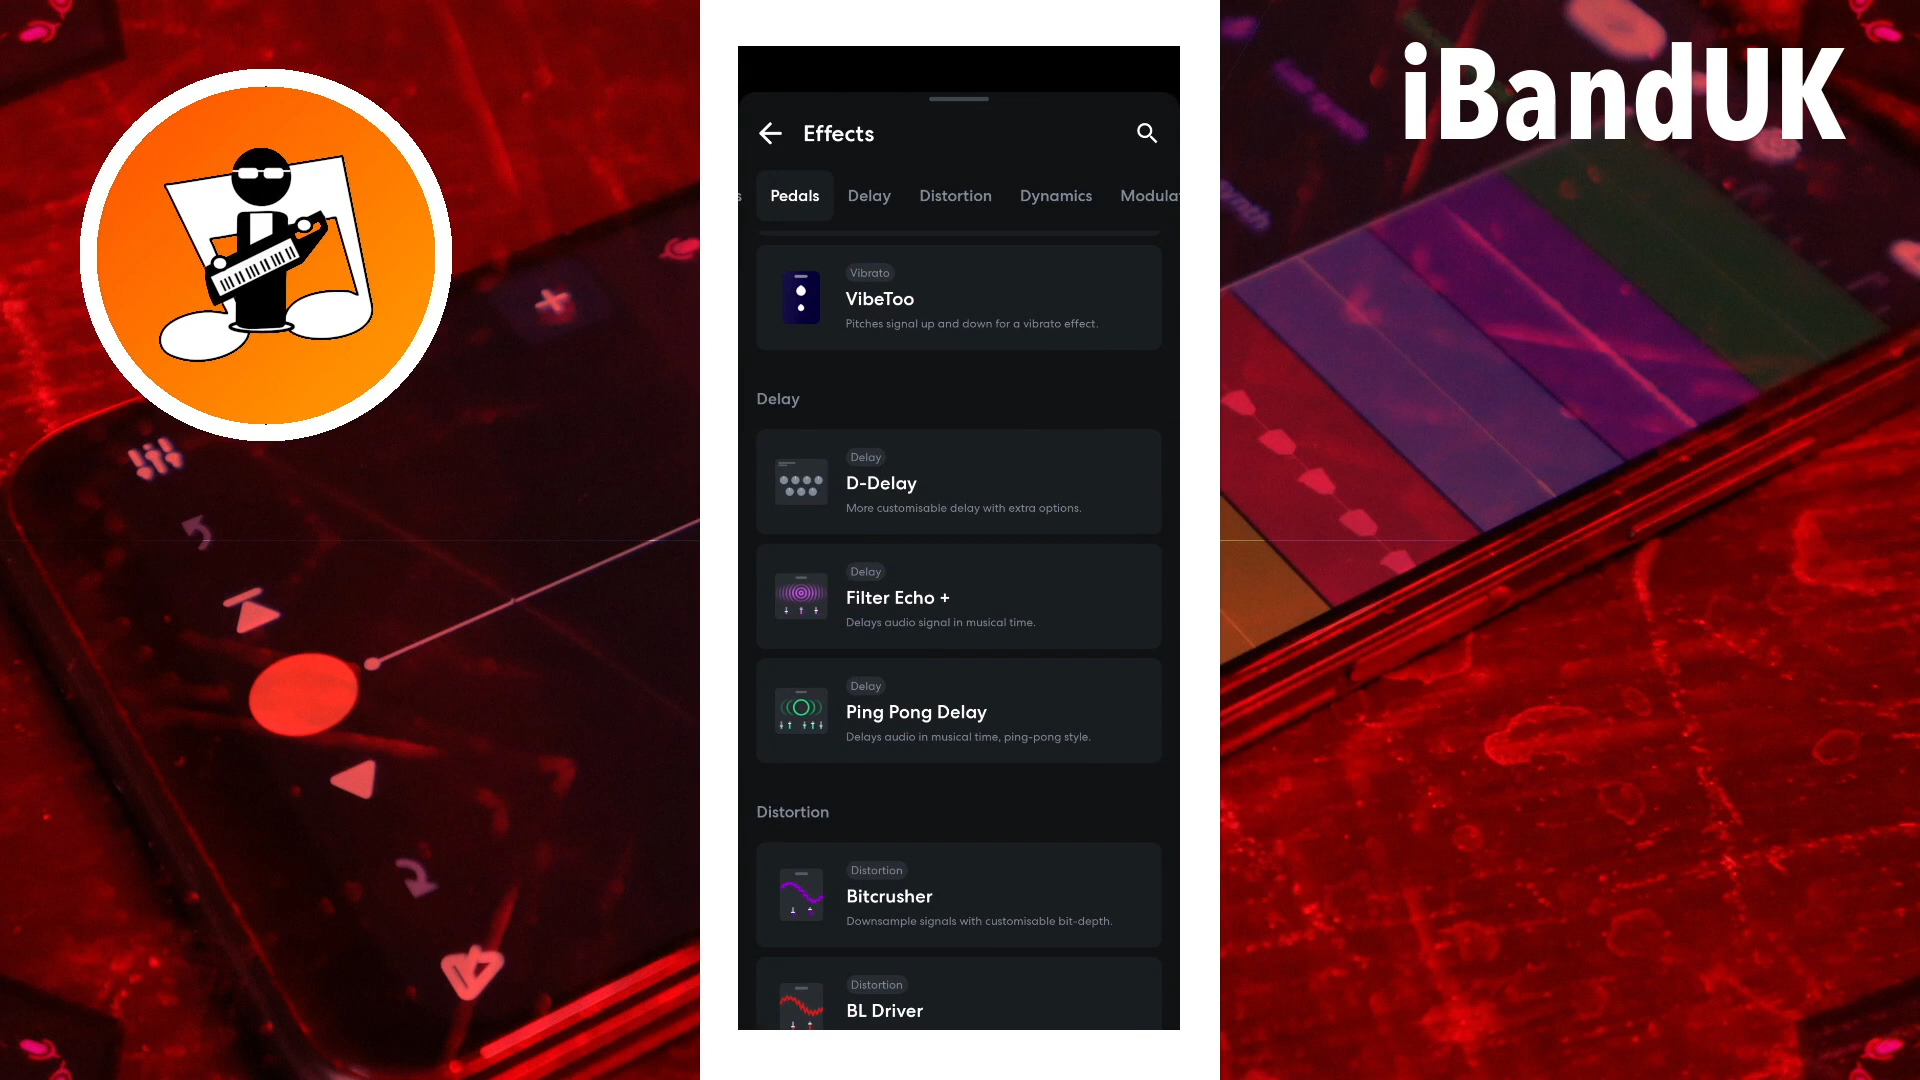 iBandUK
Effects
s
Pedals
Delay
Distortion
Dynamics
Modula
Vibrato
VibeToo
Pitches signal up and down for a vibrato effect.
Delay
Delay
D-Delay
More customisable delay with extra options.
Delay
Filter Echo +
Delays audio signal in musical time.
Delay
Ping Pong Delay
Delays audio in musical time, ping-pong style.
Distortion
Distortion
Bitcrusher
Downsample signals with customisable bit-depth.
Distortion
BL Driver